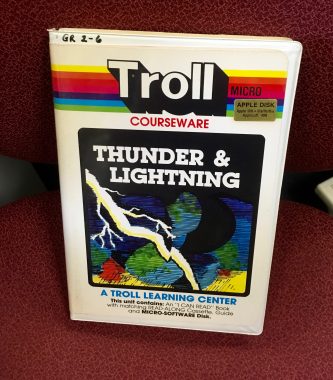 GR 2-6
Troll
MICRO
APPLE DISK
COURSEWARE
THUNDER &
LIGHTNING
A TROLL LEARNING CENTER
This unit contains: An "I CAN READ" Book
with matching READ-ALONG Cassette, Guide
and MICRO-SOFTWARE Disk.